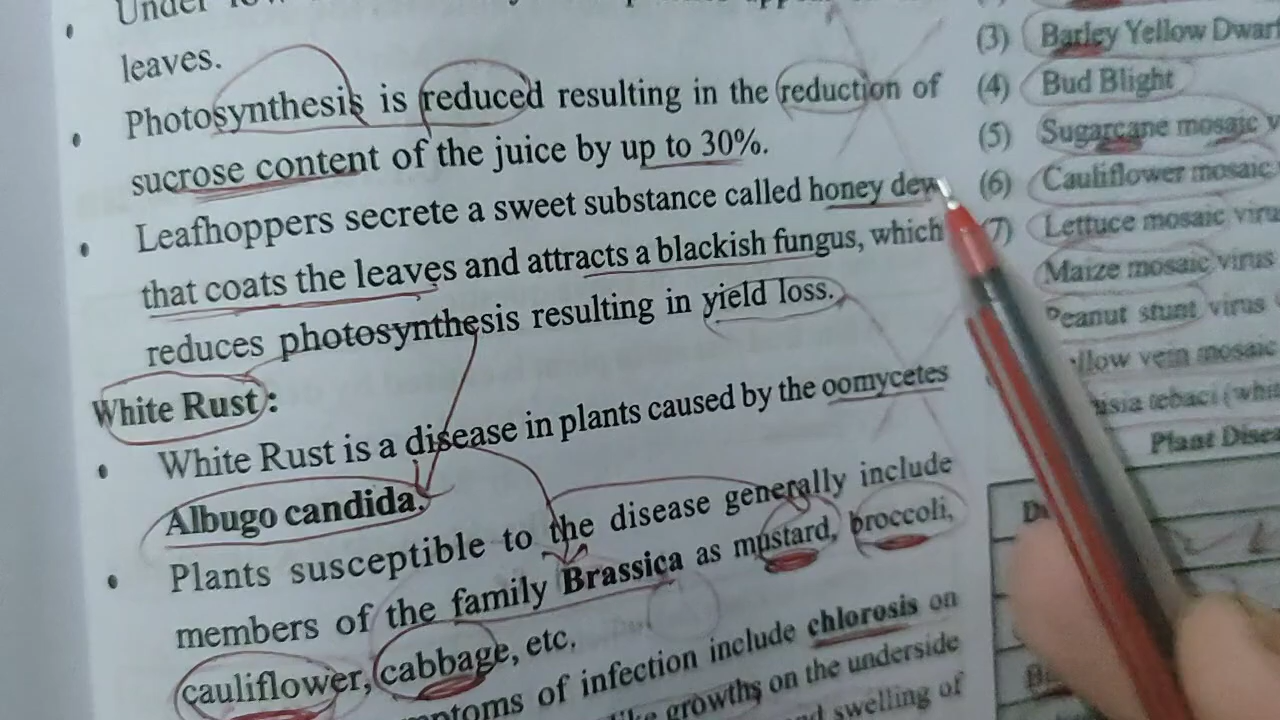 Under
leaves.
Photosynthesis is reduced resulting in the reduction of
sucrose content of the juice by up to 30%.
Leafhoppers secrete a sweet substance called honey dew
that coats the leaves and attracts a blackish fungus, which
reduces photosynthesis resulting in yield loss.
White Rust:
White Rust is a disease in plants caused by the oomycetes
Albugo candida.
Plants susceptible to the disease generally include
members of the family Brassica as mustard, broccoli,
cauliflower, cabbage, etc.
of infection include chlorosis on
growths on the underside
swelling of
(3) Barley Yellow Dwarf
(4) Bud Blight
(5) Sugarcane mosaic
(6) Cauliflower mosaic
(7) Lettuce mosaic
Maize mosaic virus
Peanut stunt virus
vein mosaic
tebaci
Plant